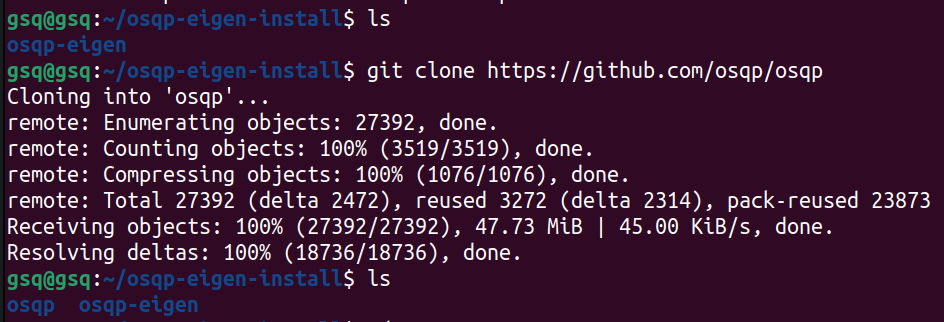 gsq@gsq:~/osqp-eigen-install$ ls
osqp-eigen
gsq@gsq:~/osqp-eigen-install$ git clone https://github.com/osqp/osqp
Cloning into 'osqp'...
remote: Enumerating objects: 27392, done.
remote: Counting objects: 100% (3519/3519), done.
remote: Compressing objects: 100% (1076/1076), done.
remote: Total 27392 (delta 2472), reused 3272 (delta 2314), pack-reused 23873
Receiving objects: 100% (27392/27392), 47.73 MiB | 45.00 KiB/s, done.
Resolving deltas: 100% (18736/18736), done.
gsq@gsq:~/osqp-eigen-install$ ls
osqp  osqp-eigen